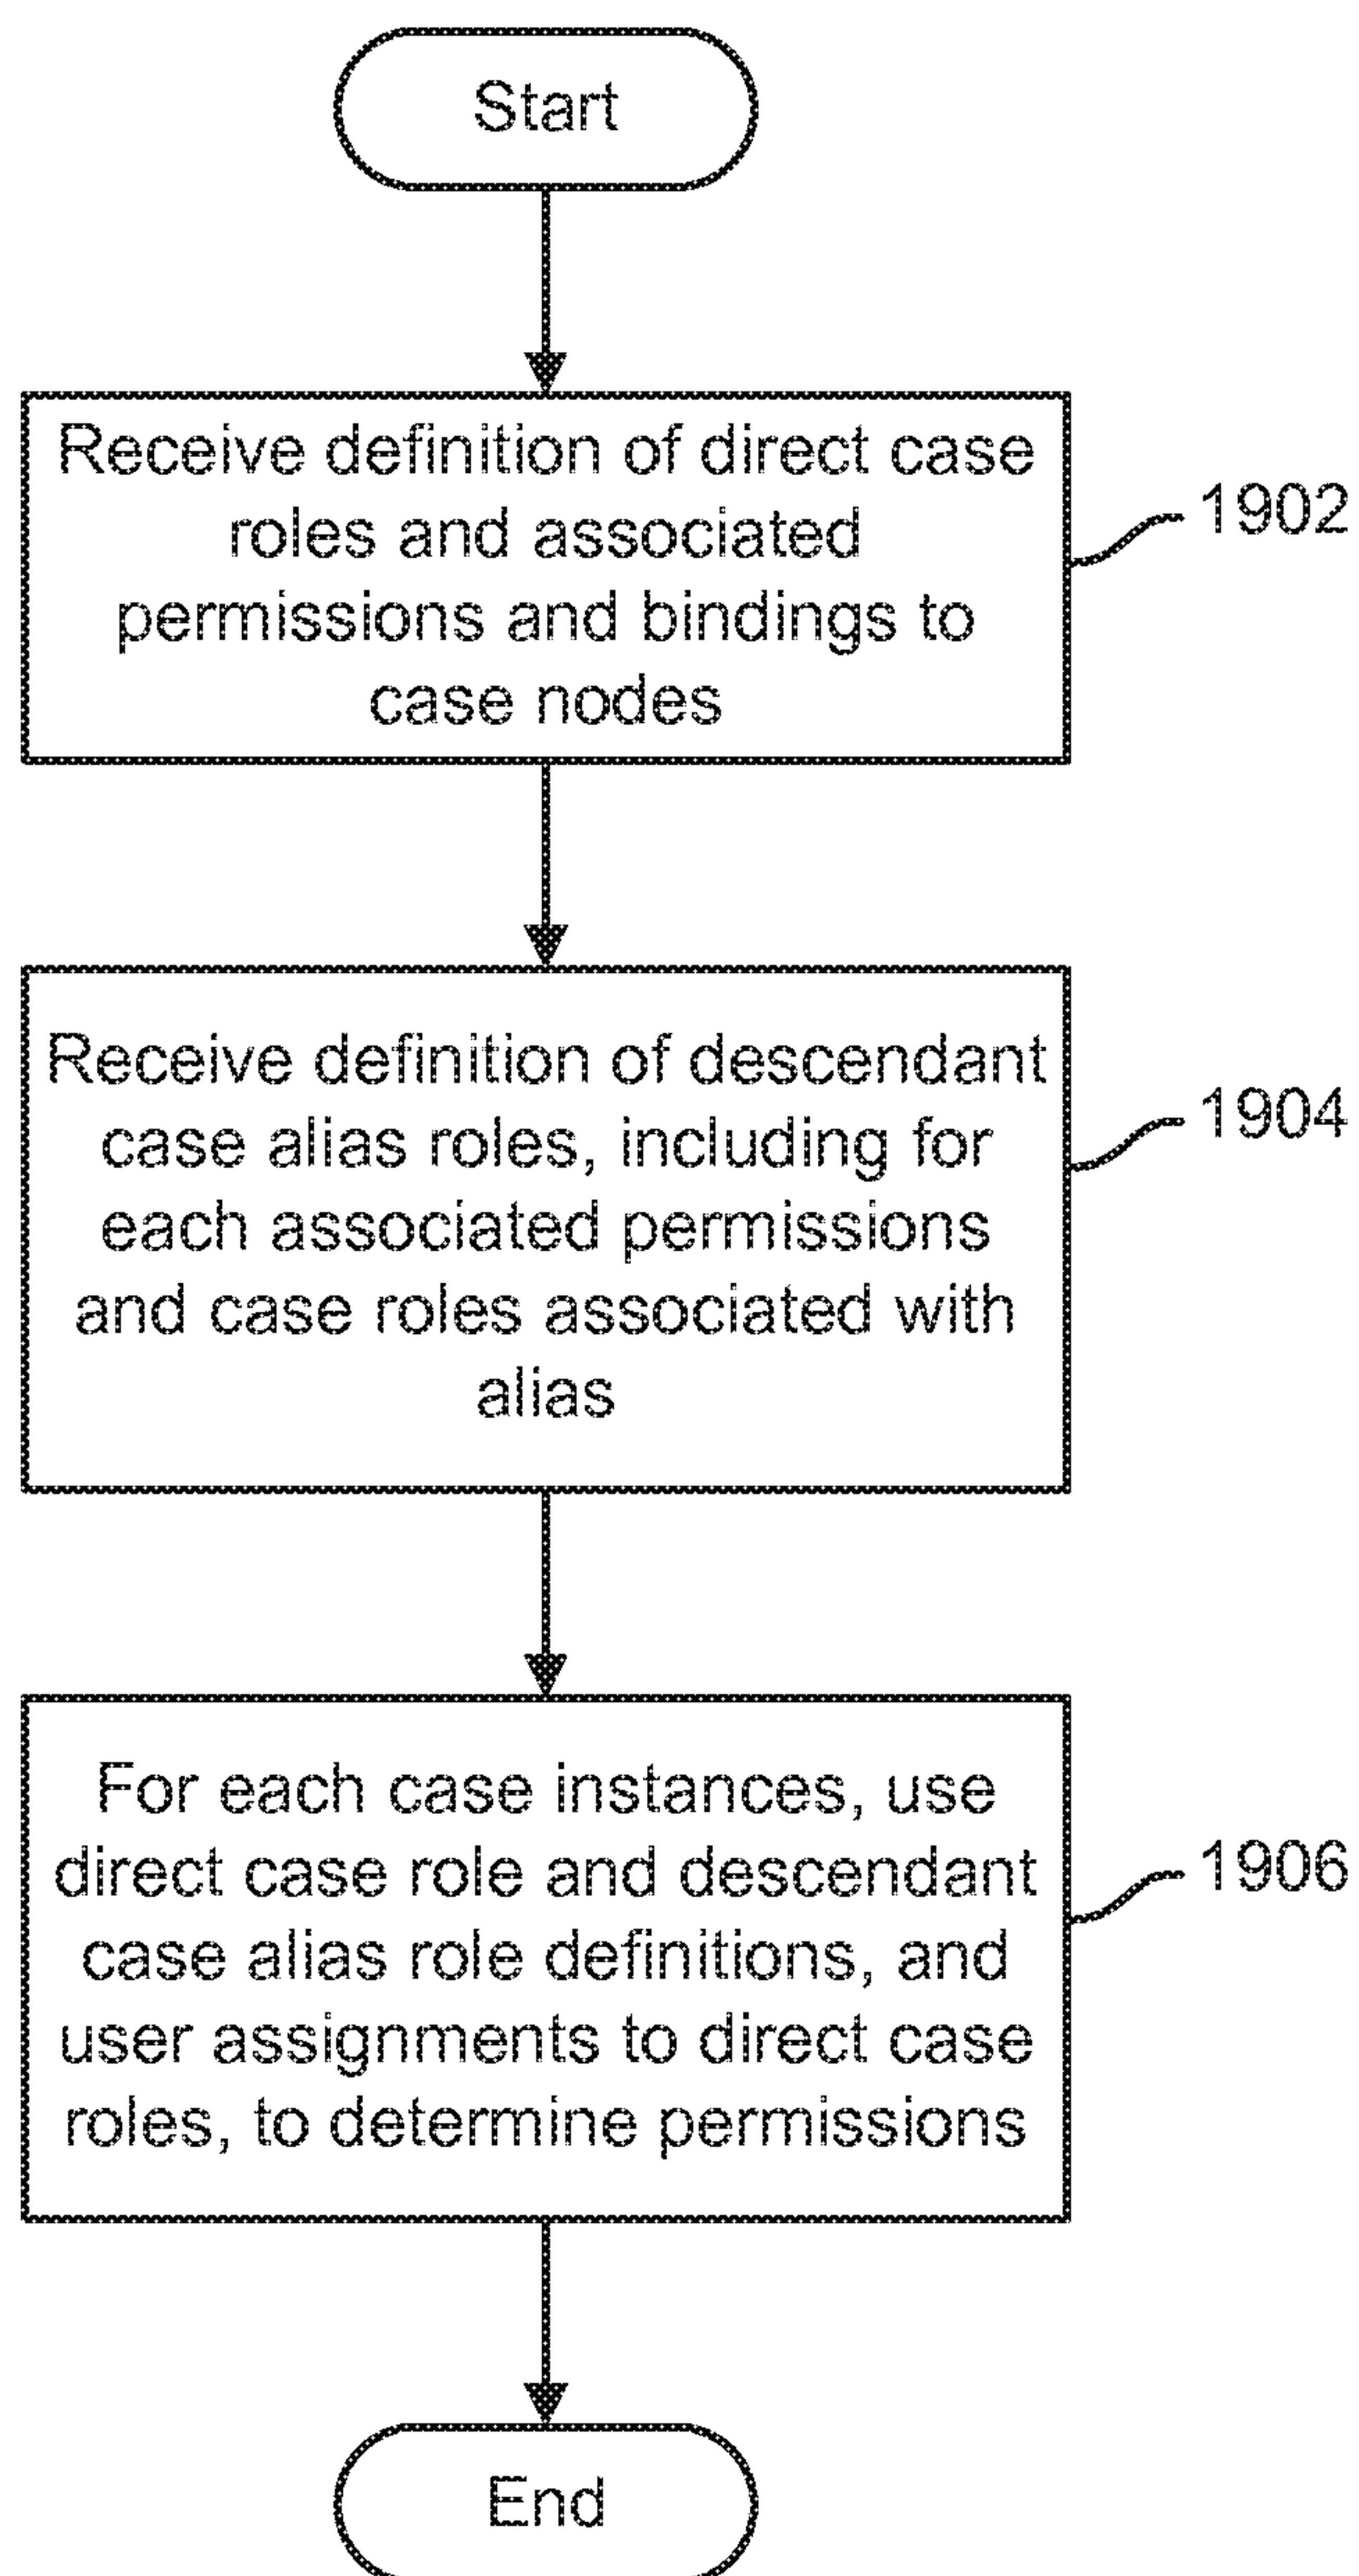 Start
Receive definition of direct case
roles and associated
permissions and bindings to
case nodes
1902
Receive definition of descendant
case alias roles, including for
each associated permissions
and case roles associated with
alias
1904
For each case instances, use
direct case role and descendant
case alias role definitions, and
user assignments to direct case
roles, to determine permissions
1906
End